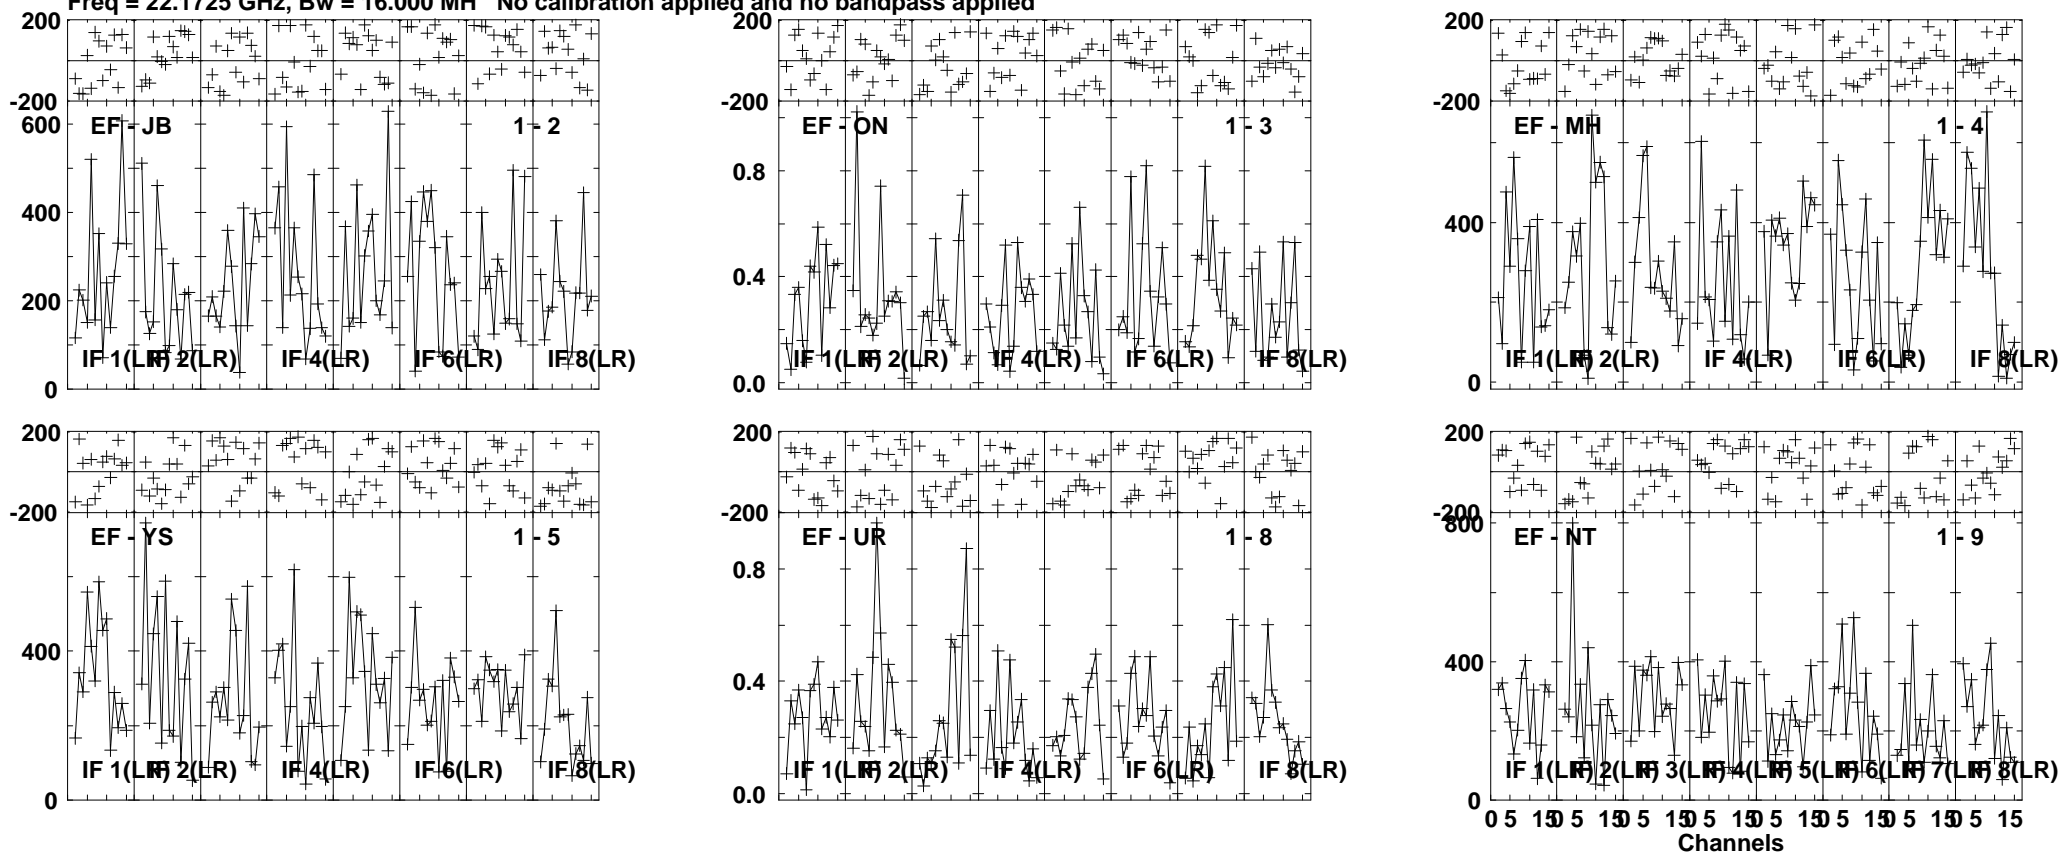 Freq = 22.1725 GHz, Bw = 16.000 MH No calibration applied and no bandpass applied
200
-200
600
400
200
0
EF - JB 1 - 2
IF 1(LR) IF 2(LR) IF 4(LR) IF 6(LR) IF 8(LR)
200
-200
0.8
0.4
0.0
EF - ON 1 - 3
IF 1(LR) IF 2(LR) IF 4(LR) IF 6(LR) IF 8(LR)
200
-200
400
0
EF - MH 1 - 4
IF 1(LR) IF 2(LR) IF 4(LR) IF 6(LR) IF 8(LR)
200
-200
400
0
EF - YS 1 - 5
IF 1(LR) IF 2(LR) IF 4(LR) IF 6(LR) IF 8(LR)
200
-200
0.8
0.4
0.0
EF - UR 1 - 8
IF 1(LR) IF 2(LR) IF 4(LR) IF 6(LR) IF 8(LR)
200
-200
800
400
0
EF - NT 1 - 9
IF 1(LR) IF 2(LR) IF 3(LR) IF 4(LR) IF 5(LR) IF 6(LR) IF 7(LR) IF 8(LR)
0 5 15 0 5 15 0 5 15 0 5 15 0 5 15 0 5 15 0 5 15 0 5 15
Channels